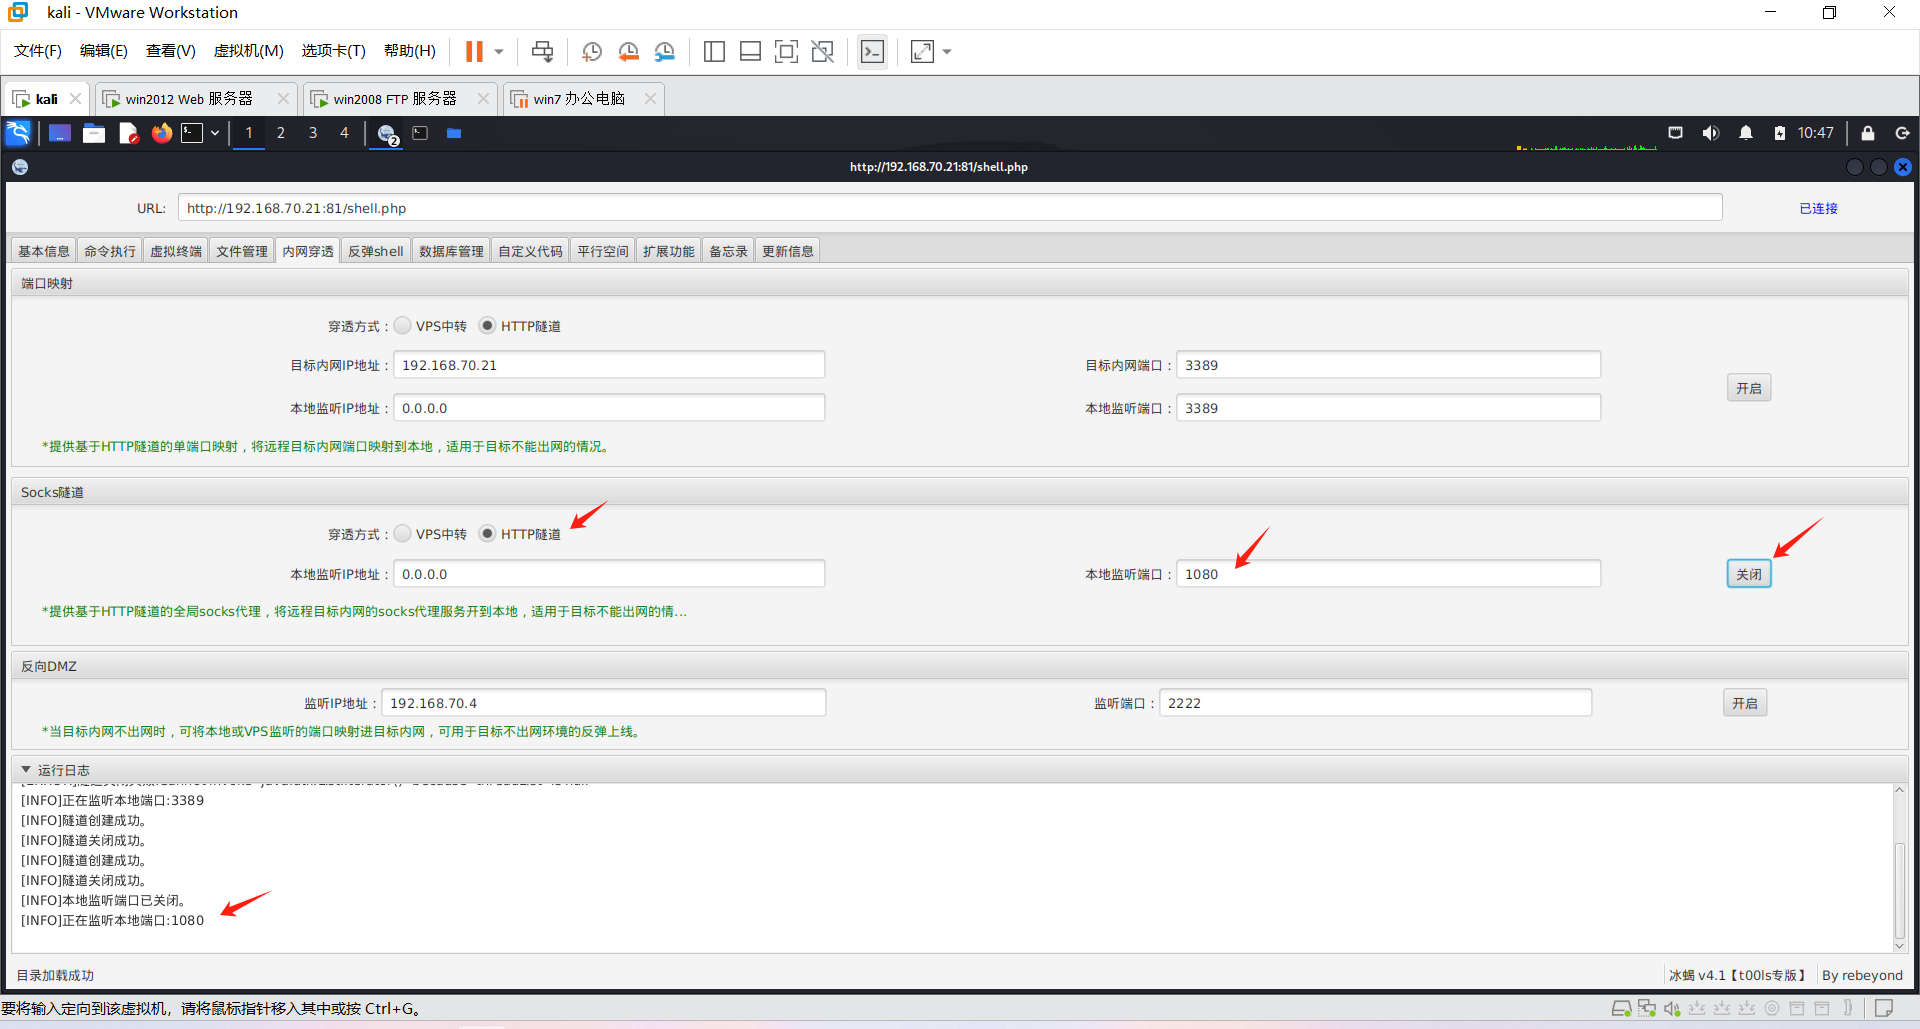 kali - VMware Workstation
文件(F) 编辑(E) 查看(V) 虚拟机(M) 选项卡(T) 帮助(H)
kali win2012 Web 服务器 win2008 FTP 服务器 win7 办公电脑
1 2 3 4 2 10:47
http://192.168.70.21:81/shell.php
URL: http://192.168.70.21:81/shell.php 已连接
基本信息 命令执行 虚拟终端 文件管理 内网穿透 反弹shell 数据库管理 自定义代码 平行空间 扩展功能 备忘录 更新信息
端口映射
穿透方式: VPS中转 HTTP隧道
目标内网IP地址: 192.168.70.21 目标内网端口: 3389
开启
本地监听IP地址: 0.0.0.0 本地监听端口: 3389
*提供基于HTTP隧道的单端口映射，将远程目标内网端口映射到本地，适用于目标不能出网的情况。
Socks隧道
穿透方式: VPS中转 HTTP隧道
本地监听IP地址: 0.0.0.0 本地监听端口: 1080 关闭
*提供基于HTTP隧道的全局socks代理，将远程目标内网的socks代理服务开到本地，适用于目标不能出网的情...
反向DMZ
监听IP地址: 192.168.70.4 监听端口: 2222 开启
*当目标内网不出网时，可将本地或VPS监听的端口映射进目标内网，可用于目标不出网环境的反弹上线。
运行日志
[INFO]正在监听本地端口:3389
[INFO]隧道创建成功。
[INFO]隧道关闭成功。
[INFO]隧道创建成功。
[INFO]隧道关闭成功。
[INFO]本地监听端口已关闭。
[INFO]正在监听本地端口:1080
目录加载成功 冰蝎 v4.1【t00ls专版】 By rebeyond
要将输入定向到该虚拟机，请将鼠标指针移入其中或按 Ctrl+G。